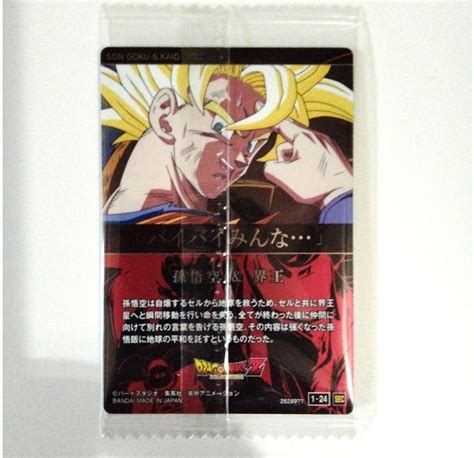 SON GOKU & KAIO
「バイバイみんな…」
孫悟空 & 界王
孫悟空は自爆するセルから地球を救うため、セルと共に界王
星へと瞬間移動を行い命を失う。全てが終わった後に仲間に
向けて別れの言葉を告げる孫悟空。その内容は強くなった孫
悟飯に地球の平和を託すというものだった。
DRAGONBALL Z
©バードスタジオ/集英社・東映アニメーション
BANDAI MADE IN JAPAN
1-24
SEC